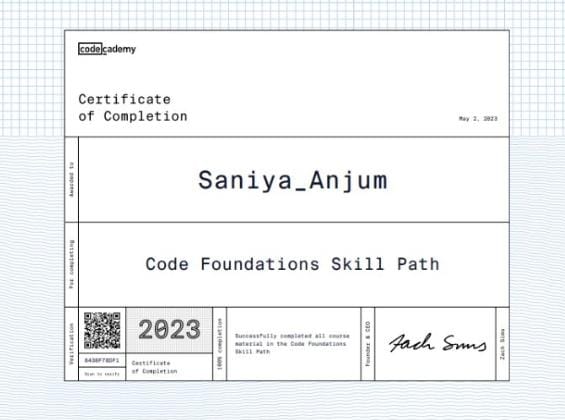 codecademy
Certificate
of Completion
May 2, 2023
Awarded to
Saniya_Anjum
For completing
Code Foundations Skill Path
Verification
Scan to verify
2023
Certificate
of Completion
100% completion
Successfully completed all course
material in the Code Foundations
Skill Path
Founder & CEO
Zach Sims
Zach Sims